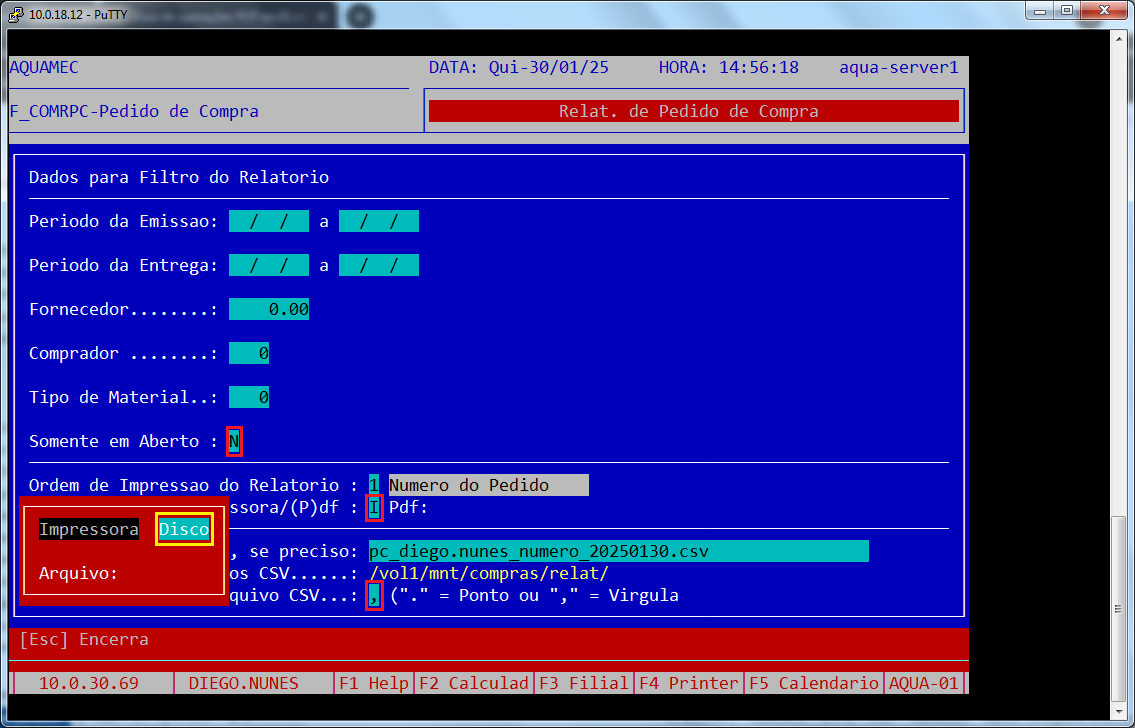 10.0.18.12 - PuTTY
AQUAMEC DATA: Qui-30/01/25 HORA: 14:56:18 aqua-server1
F_COMRPC-Pedido de Compra Relat. de Pedido de Compra
Dados para Filtro do Relatorio
Periodo da Emissao: / / a / /
Periodo da Entrega: / / a / /
Fornecedor........: 0.00
Comprador ........: 0
Tipo de Material..: 0
Somente em Aberto : N
Ordem de Impressao do Relatorio : 1 Numero do Pedido
ssora/(P)df : I Pdf:
Impressora Disco
, se preciso: pc_diego.nunes_numero_20250130.csv
Arquivo: os CSV......: /vol1/mnt/compras/relat/
quivo CSV...: , ("." = Ponto ou "," = Virgula
[Esc] Encerra
10.0.30.69 DIEGO.NUNES F1 Help F2 Calculad F3 Filial F4 Printer F5 Calendario AQUA-01